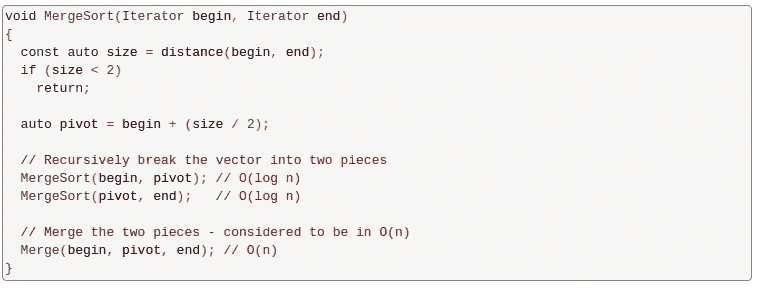 void MergeSort(Iterator begin, Iterator end)
{
  const auto size = distance(begin, end);
  if (size < 2)
    return;

  auto pivot = begin + (size / 2);

  // Recursively break the vector into two pieces
  MergeSort(begin, pivot); // O(log n)
  MergeSort(pivot, end);   // O(log n)

  // Merge the two pieces - considered to be in O(n)
  Merge(begin, pivot, end); // O(n)
}